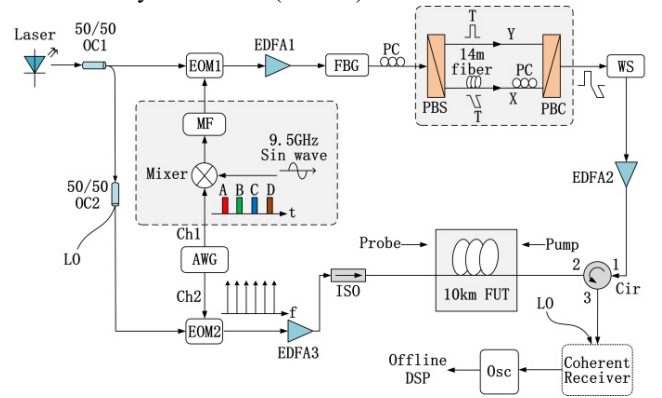 Laser
50/50
OC1
EOM1
EDFA1
FBG
PC
T
Y
14m
fiber
PC
X
T
PBS
PBC
WS
MF
Mixer
9.5GHz
Sin wave
A B C D
t
50/50
OC2
LO
Ch1
AWG
Ch2
f
EOM2
EDFA3
ISO
Probe
Pump
10km FUT
EDFA2
2
1
3
Cir
LO
Coherent
Receiver
Osc
Offline
DSP